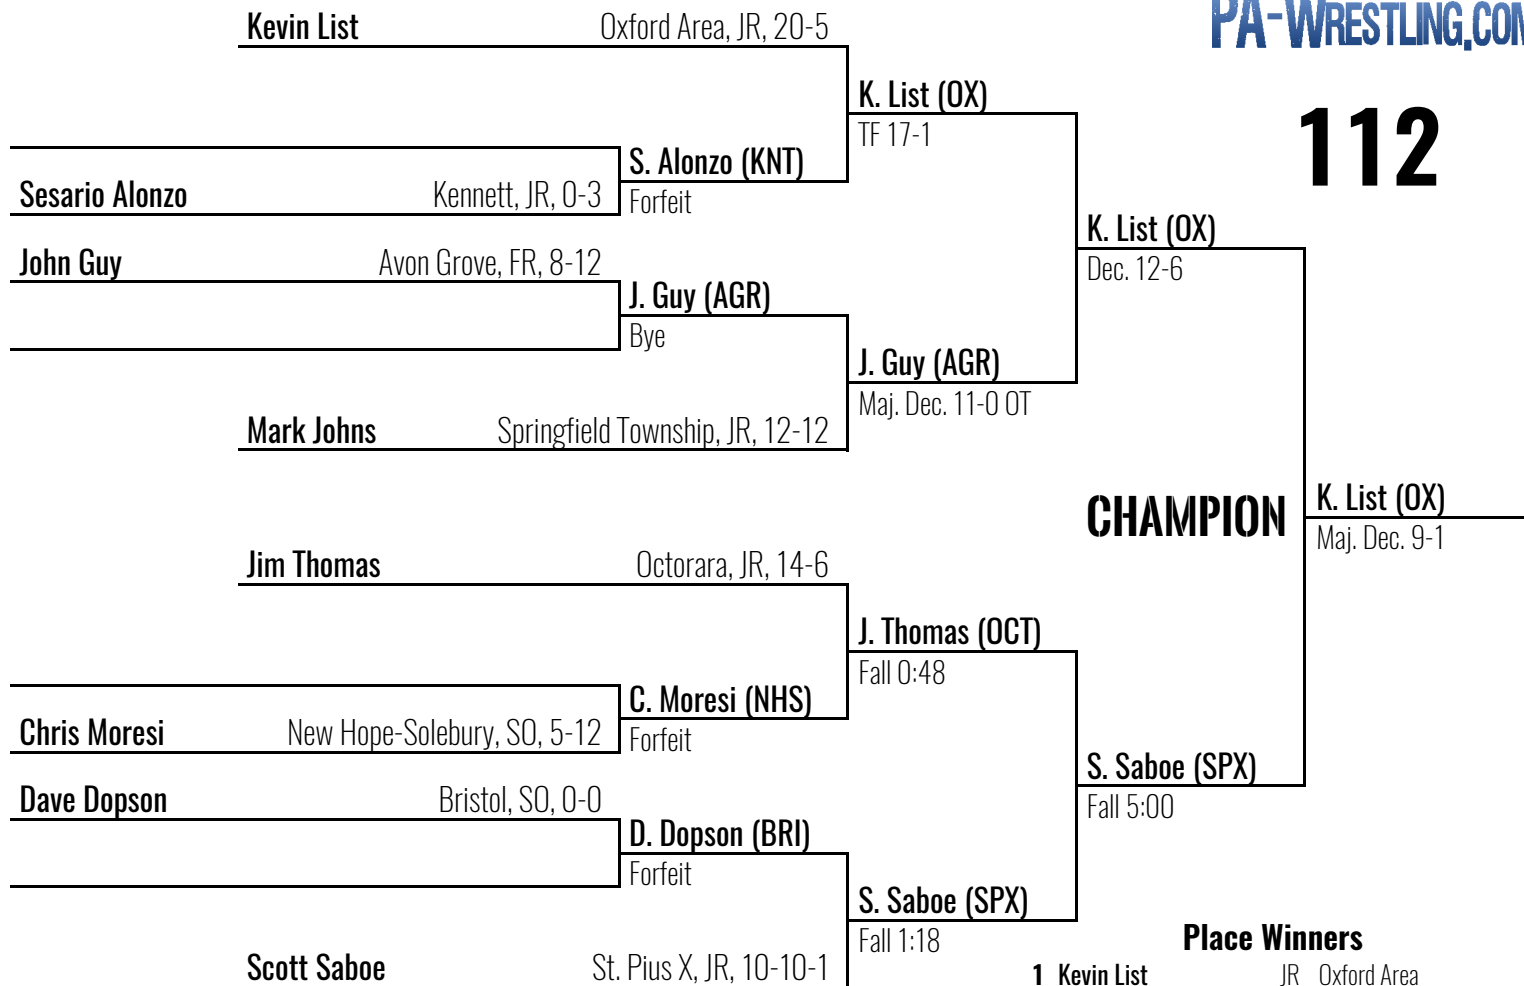 Kevin List Oxford Area, JR, 20-5
PA-WRESTLING.COM
K. List (OX)
TF 17-1
112
S. Alonzo (KNT)
Sesario Alonzo Kennett, JR, 0-3
Forfeit
K. List (OX)
Dec. 12-6
John Guy Avon Grove, FR, 8-12
J. Guy (AGR)
Bye
J. Guy (AGR)
Maj. Dec. 11-0 OT
Mark Johns Springfield Township, JR, 12-12
CHAMPION
K. List (OX)
Maj. Dec. 9-1
Jim Thomas Octorara, JR, 14-6
J. Thomas (OCT)
Fall 0:48
C. Moresi (NHS)
Chris Moresi New Hope-Solebury, SO, 5-12
Forfeit
S. Saboe (SPX)
Fall 5:00
Dave Dopson Bristol, SO, 0-0
D. Dopson (BRI)
Forfeit
S. Saboe (SPX)
Fall 1:18
Place Winners
Scott Saboe St. Pius X, JR, 10-10-1
1 Kevin List JR Oxford Area